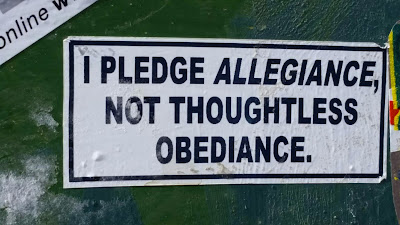 online
I PLEDGE ALLEGIANCE,
NOT THOUGHTLESS
OBEDIANCE.